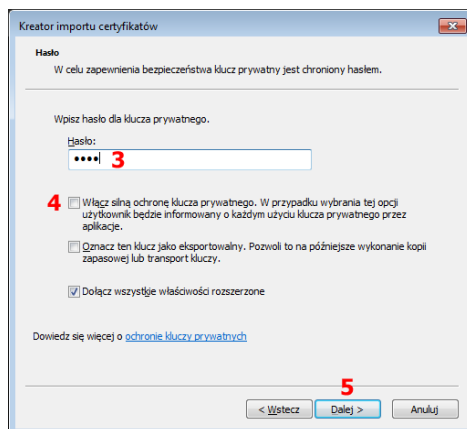 Kreator importu certyfikatów
Hasło
W celu zapewnienia bezpieczeństwa klucz prywatny jest chroniony hasłem.
Wpisz hasło dla klucza prywatnego.
Hasło:
•••• 3
4 Włącz silną ochronę klucza prywatnego. W przypadku wybrania tej opcji
użytkownik będzie informowany o każdym użyciu klucza prywatnego przez
aplikacje.
Oznacz ten klucz jako eksportowalny. Pozwoli to na późniejsze wykonanie kopii
zapasowej lub transport kluczy.
Dołącz wszystkie właściwości rozszerzone
Dowiedz się więcej o ochronie kluczy prywatnych
5
< Wstecz Dalej > Anuluj